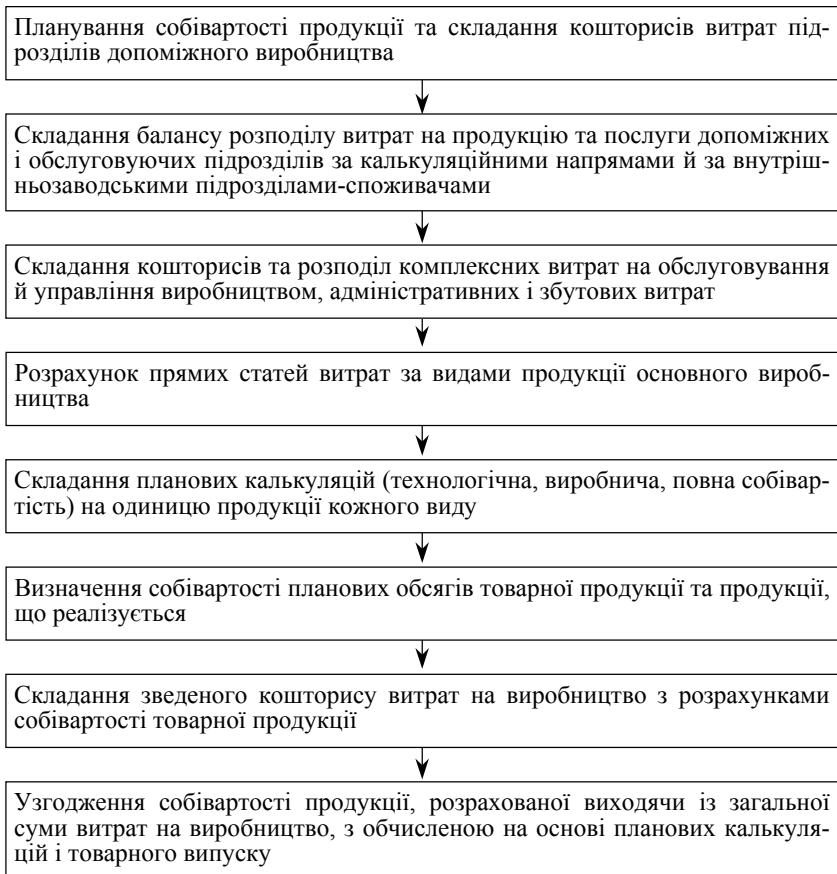 Планування собівартості продукції та складання кошторисів витрат під-
розділів допоміжного виробництва
Складання балансу розподілу витрат на продукцію та послуги допоміжних
і обслуговуючих підрозділів за калькуляційними напрямами й за внутріш-
ньозаводськими підрозділами-споживачами
Складання кошторисів та розподіл комплексних витрат на обслуговування
й управління виробництвом, адміністративних і збутових витрат
Розрахунок прямих статей витрат за видами продукції основного вироб-
ництва
Складання планових калькуляцій (технологічна, виробнича, повна собівар-
тість) на одиницю продукції кожного виду
Визначення собівартості планових обсягів товарної продукції та продукції,
що реалізується
Складання зведеного кошторису витрат на виробництво з розрахунками
собівартості товарної продукції
Узгодження собівартості продукції, розрахованої виходячи із загальної
суми витрат на виробництво, з обчисленою на основі планових калькуля-
цій і товарного випуску